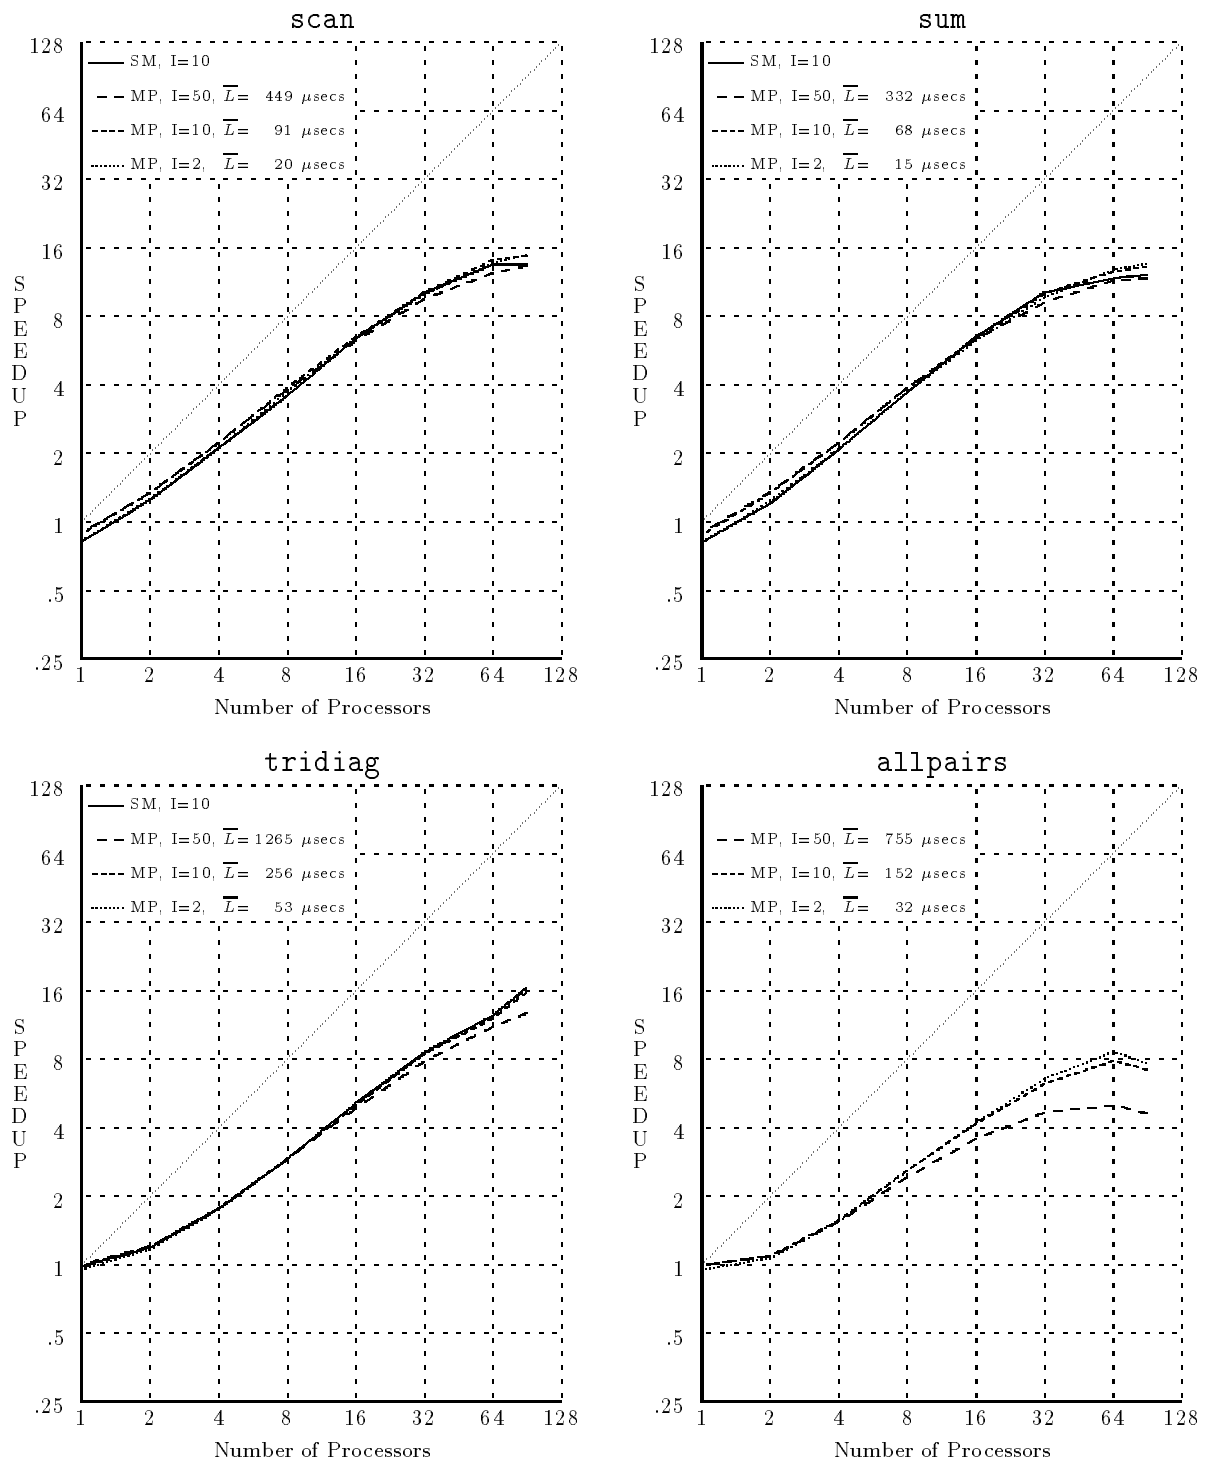 scan
128
64
32
16
8
4
2
1
.5
.25
SPEEDUP
SM, I=10
MP, I=50, L= 449 μsecs
MP, I=10, L= 91 μsecs
MP, I=2, L= 20 μsecs
1 2 4 8 16 32 64 128
Number of Processors
sum
128
64
32
16
8
4
2
1
.5
.25
SPEEDUP
SM, I=10
MP, I=50, L= 332 μsecs
MP, I=10, L= 68 μsecs
MP, I=2, L= 15 μsecs
1 2 4 8 16 32 64 128
Number of Processors
tridiag
128
64
32
16
8
4
2
1
.5
.25
SPEEDUP
SM, I=10
MP, I=50, L= 1265 μsecs
MP, I=10, L= 256 μsecs
MP, I=2, L= 53 μsecs
1 2 4 8 16 32 64 128
Number of Processors
allpairs
128
64
32
16
8
4
2
1
.5
.25
SPEEDUP
MP, I=50, L= 755 μsecs
MP, I=10, L= 152 μsecs
MP, I=2, L= 32 μsecs
1 2 4 8 16 32 64 128
Number of Processors